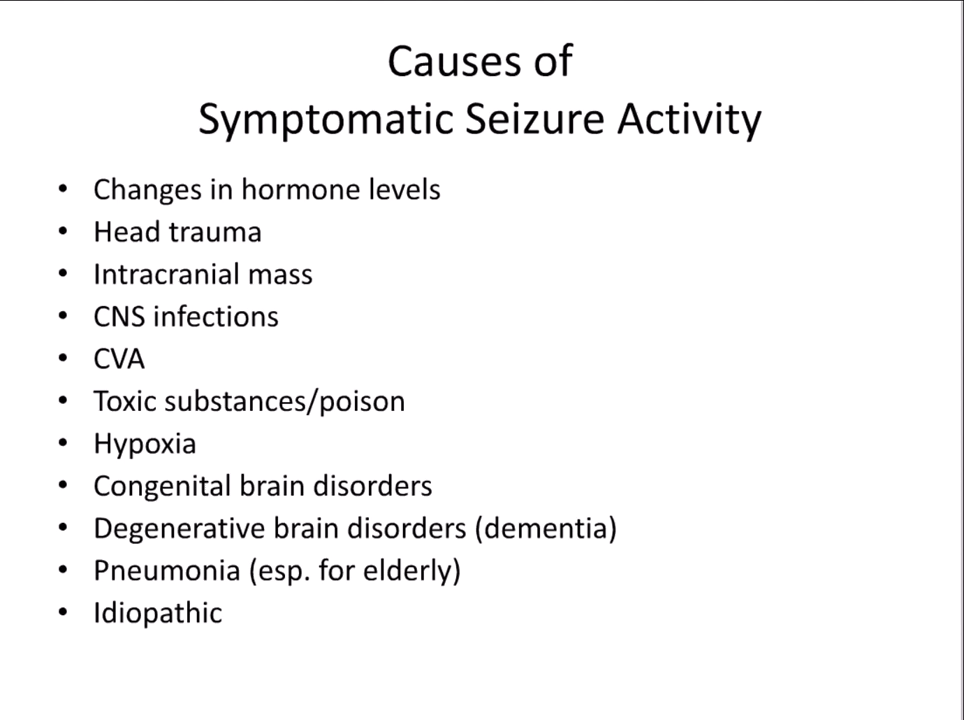 Causes of
Symptomatic Seizure Activity
• Changes in hormone levels
• Head trauma
• Intracranial mass
• CNS infections
• CVA
• Toxic substances/poison
• Hypoxia
• Congenital brain disorders
• Degenerative brain disorders (dementia)
• Pneumonia (esp. for elderly)
• Idiopathic